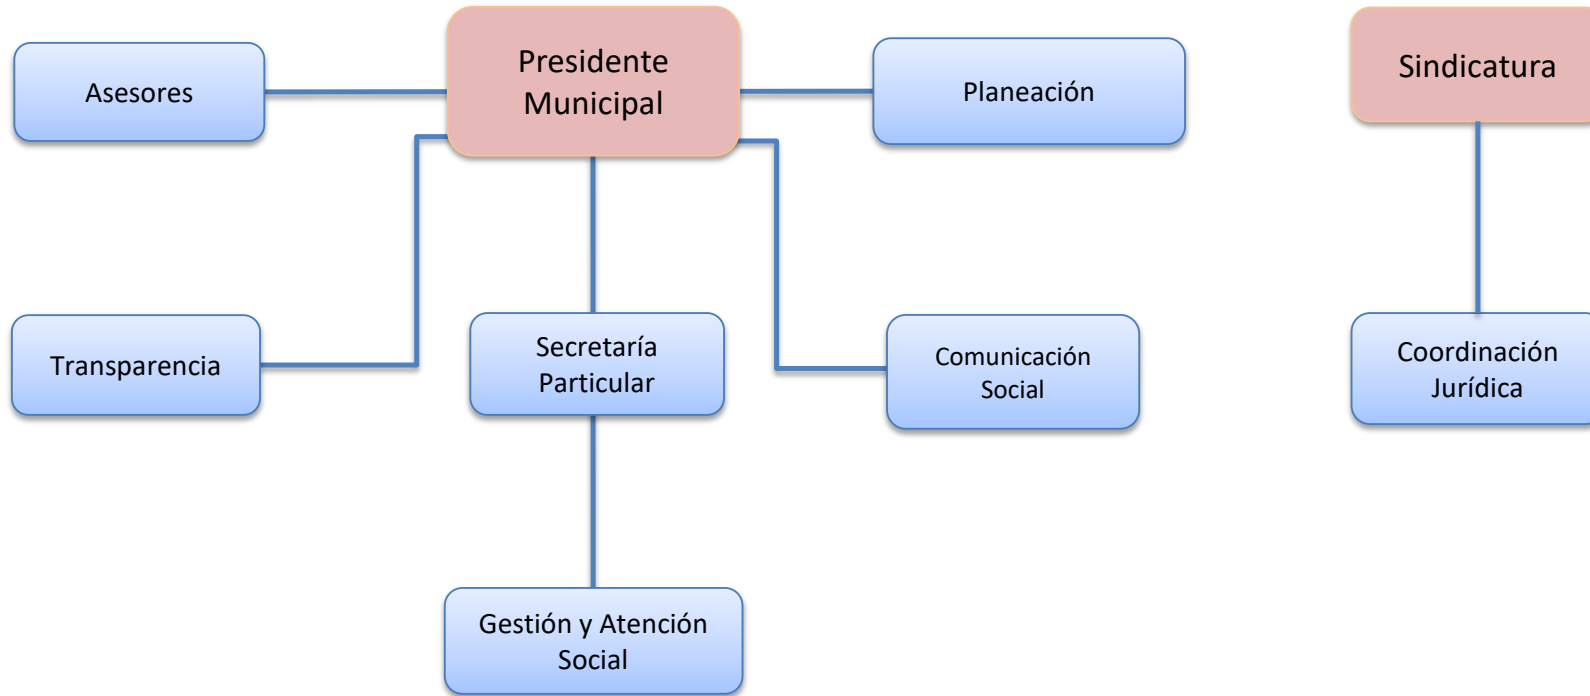 Presidente
Municipal
Asesores
Planeación
Sindicatura
Transparencia
Secretaría
Particular
Comunicación
Social
Coordinación
Jurídica
Gestión y Atención
Social